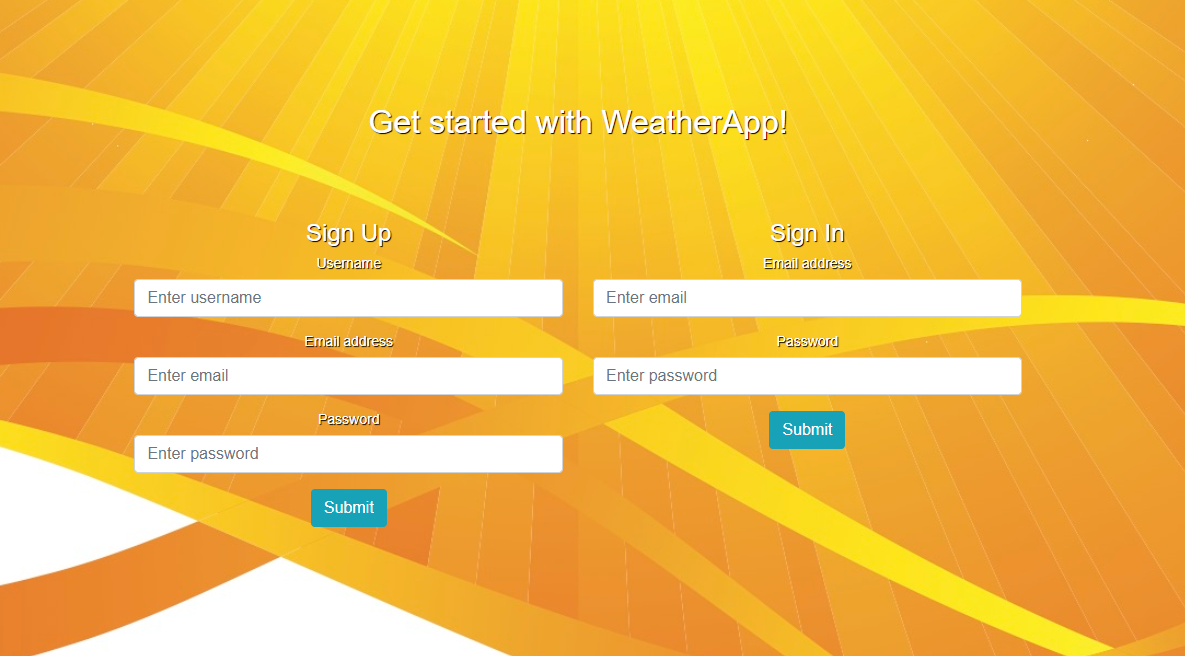 Get started with WeatherApp!
Sign Up
Username
Enter username
Email address
Enter email
Password
Enter password
Submit
Sign In
Email address
Enter email
Password
Enter password
Submit